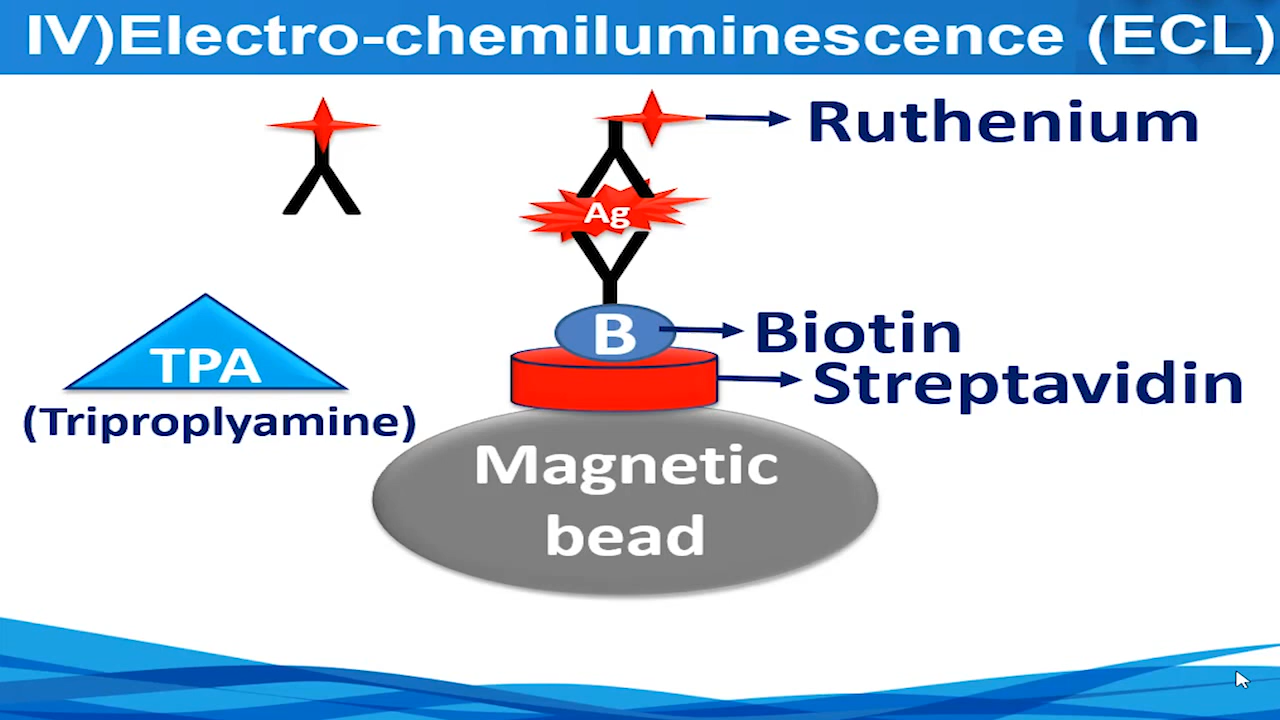 IV)Electro-chemiluminescence (ECL)
Ruthenium
Ag
B
Biotin
Streptavidin
TPA
(Triproplyamine)
Magnetic
bead